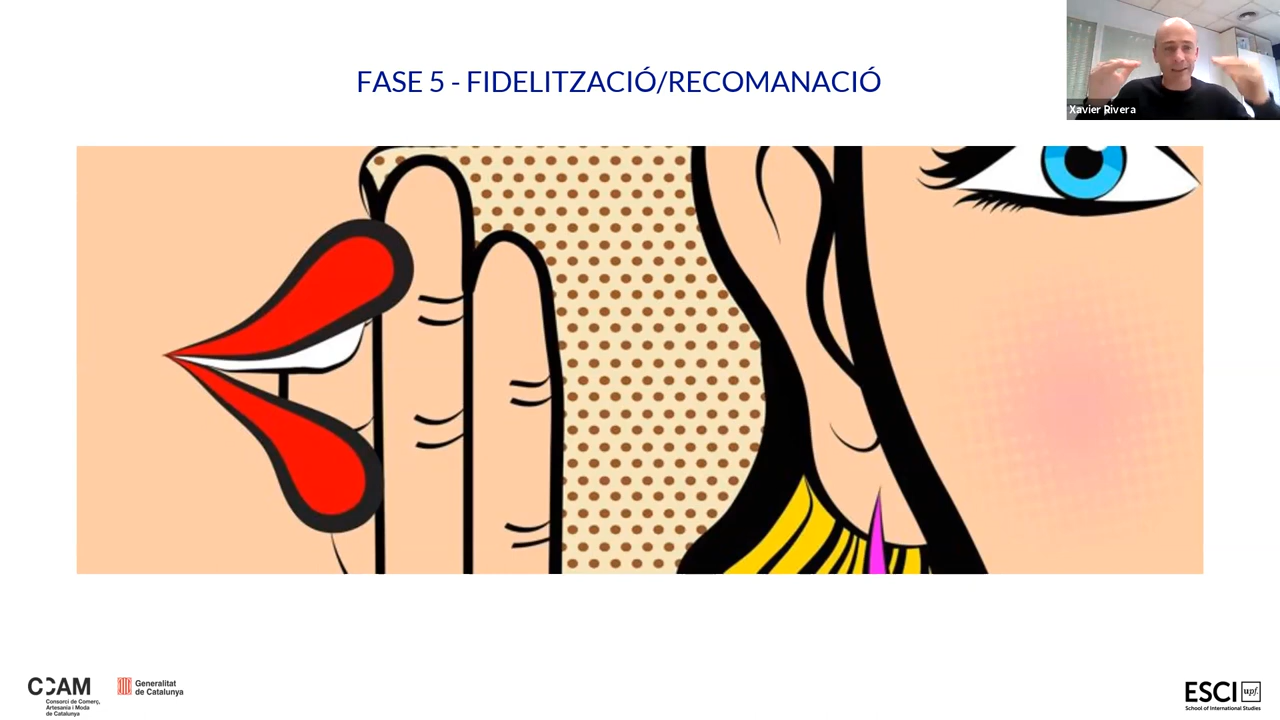 FASE 5 - FIDELITZACIÓ/RECOMANACIÓ
Xavier Rivera
CCAM
Consorci de Comerç,
Artesania i Moda
de Catalunya
Generalitat
de Catalunya
ESCI upf.
School of International Studies